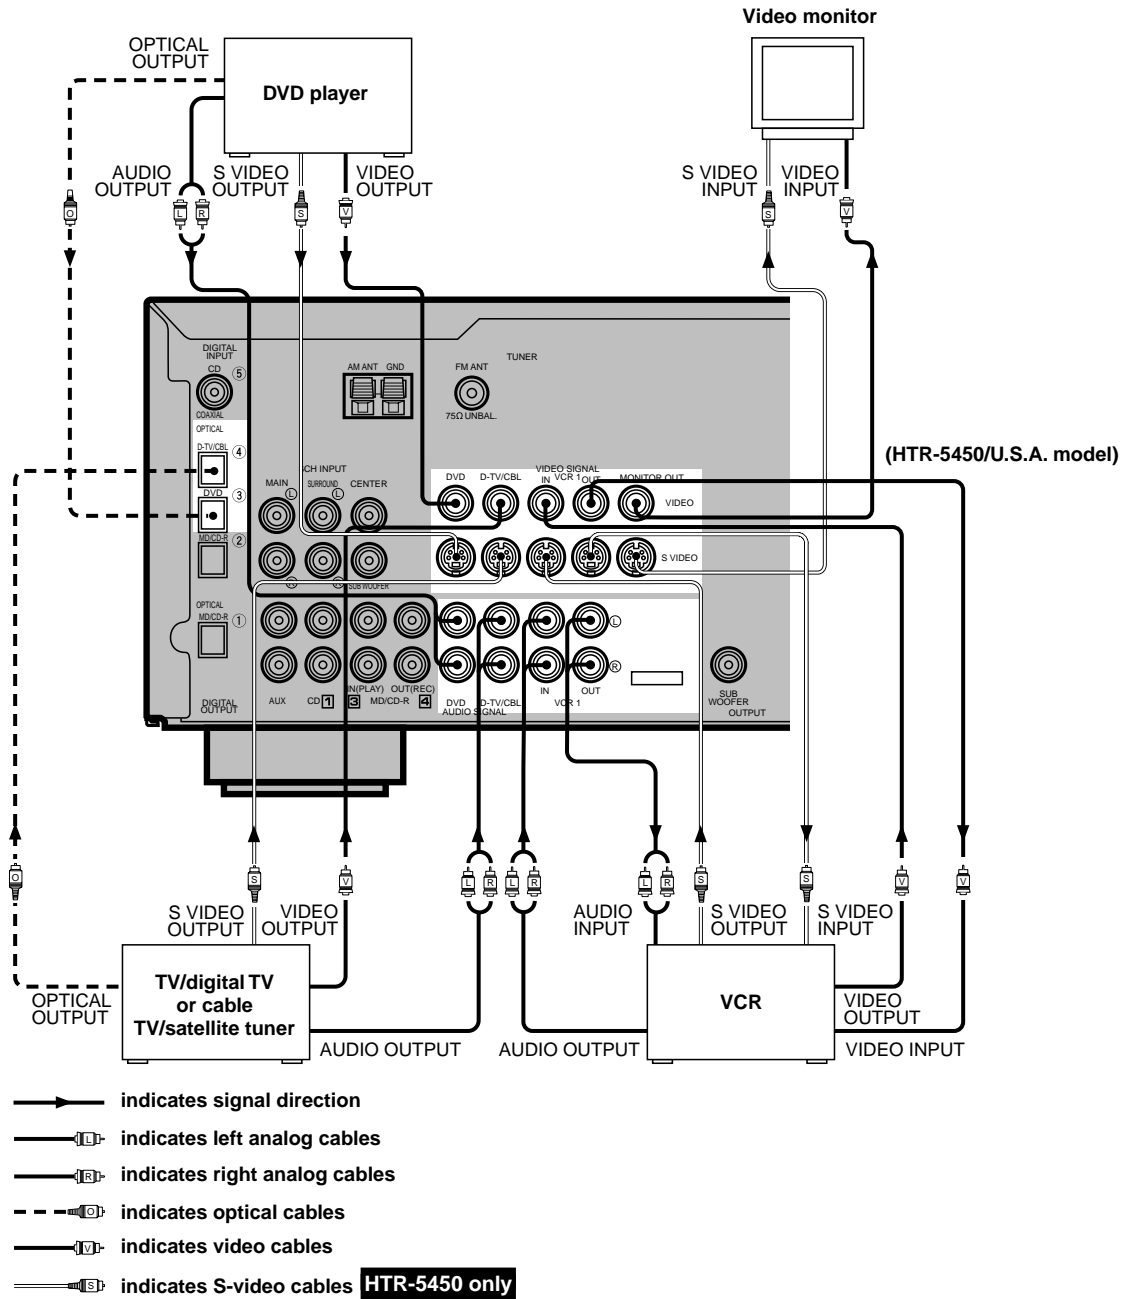 Video monitor
OPTICAL
OUTPUT
DVD player
AUDIO
OUTPUT
S VIDEO
OUTPUT
VIDEO
OUTPUT
S VIDEO
INPUT
VIDEO
INPUT
O
L
R
S
V
S
V
DIGITAL
INPUT
CD
5
COAXIAL
OPTICAL
D-TV/CBL
4
DVD
3
MD/CD-R
2
OPTICAL
MD/CD-R
1
DIGITAL
OUTPUT
AM ANT GND
FM ANT
75Ω UNBAL.
TUNER
CH INPUT
MAIN
L
SURROUND
L
CENTER
R
R
SUB WOOFER
(HTR-5450/U.S.A. model)
VIDEO SIGNAL
DVD
D-TV/CBL
IN
VCR 1
OUT
MONITOR OUT
VIDEO
S VIDEO
L
R
AUX
CD 1
IN(PLAY)
OUT(REC)
3 MD/CD-R 4
DVD
D-TV/CBL
IN
OUT
VCR 1
AUDIO SIGNAL
SUB
WOOFER
OUTPUT
O
S
V
L
R
L
R
L
R
S
S
V
V
S VIDEO
OUTPUT
VIDEO
OUTPUT
AUDIO
INPUT
S VIDEO
OUTPUT
S VIDEO
INPUT
OPTICAL
OUTPUT
TV/digital TV
or cable
TV/satellite tuner
AUDIO OUTPUT
AUDIO OUTPUT
VCR
VIDEO
OUTPUT
VIDEO INPUT
indicates signal direction
L indicates left analog cables
R indicates right analog cables
O indicates optical cables
V indicates video cables
S indicates S-video cables HTR-5450 only